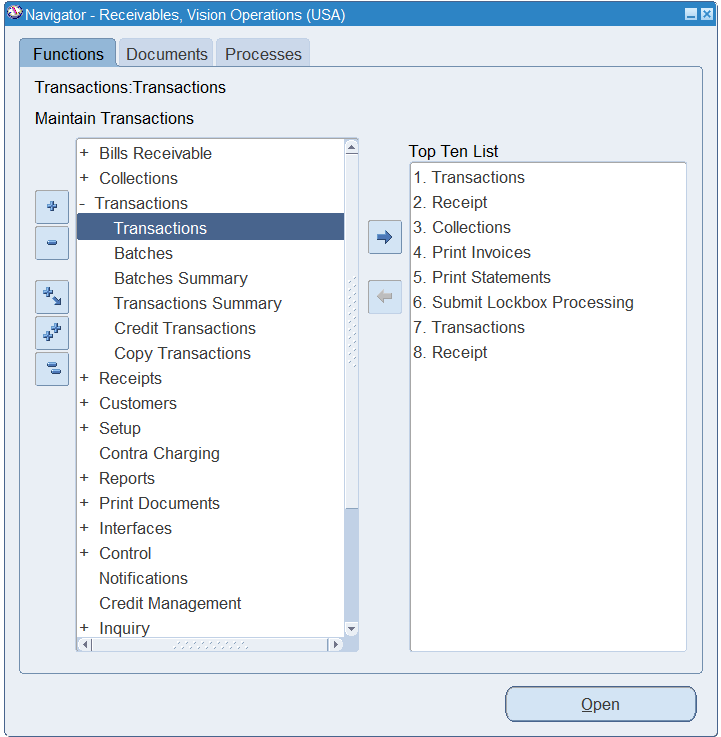 Navigator - Receivables, Vision Operations (USA)
Functions
Documents
Processes
Transactions:Transactions
Maintain Transactions
+ Bills Receivable
+ Collections
- Transactions
Transactions
Batches
Batches Summary
Transactions Summary
Credit Transactions
Copy Transactions
+ Receipts
+ Customers
+ Setup
Contra Charging
+ Reports
+ Print Documents
+ Interfaces
+ Control
Notifications
Credit Management
+ Inquiry
Top Ten List
1. Transactions
2. Receipt
3. Collections
4. Print Invoices
5. Print Statements
6. Submit Lockbox Processing
7. Transactions
8. Receipt
Open